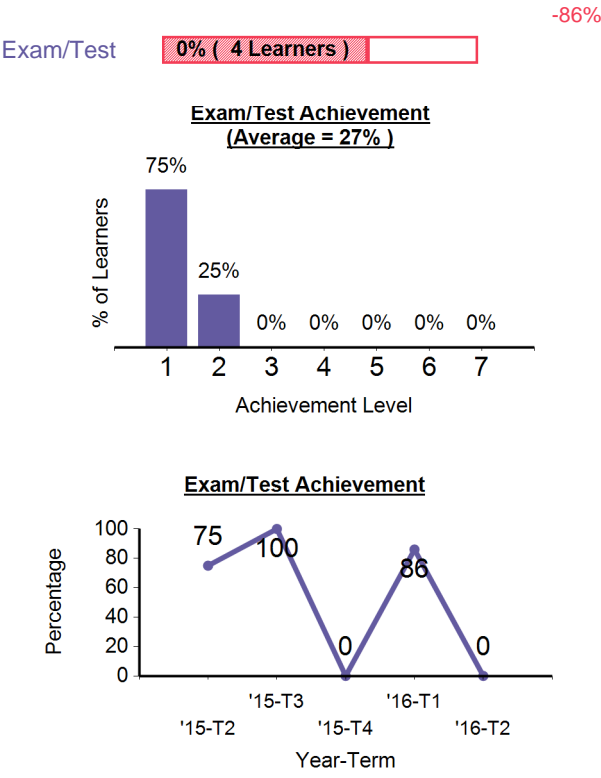 -86%
Exam/Test 0% ( 4 Learners )
Exam/Test Achievement
(Average = 27% )
75%
25%
0% 0% 0% 0% 0%
% of Learners
1 2 3 4 5 6 7
Achievement Level
Exam/Test Achievement
100
80
60
40
20
0
Percentage
75
100
0
86
0
'15-T3 '16-T1
'15-T2 '15-T4 '16-T2
Year-Term